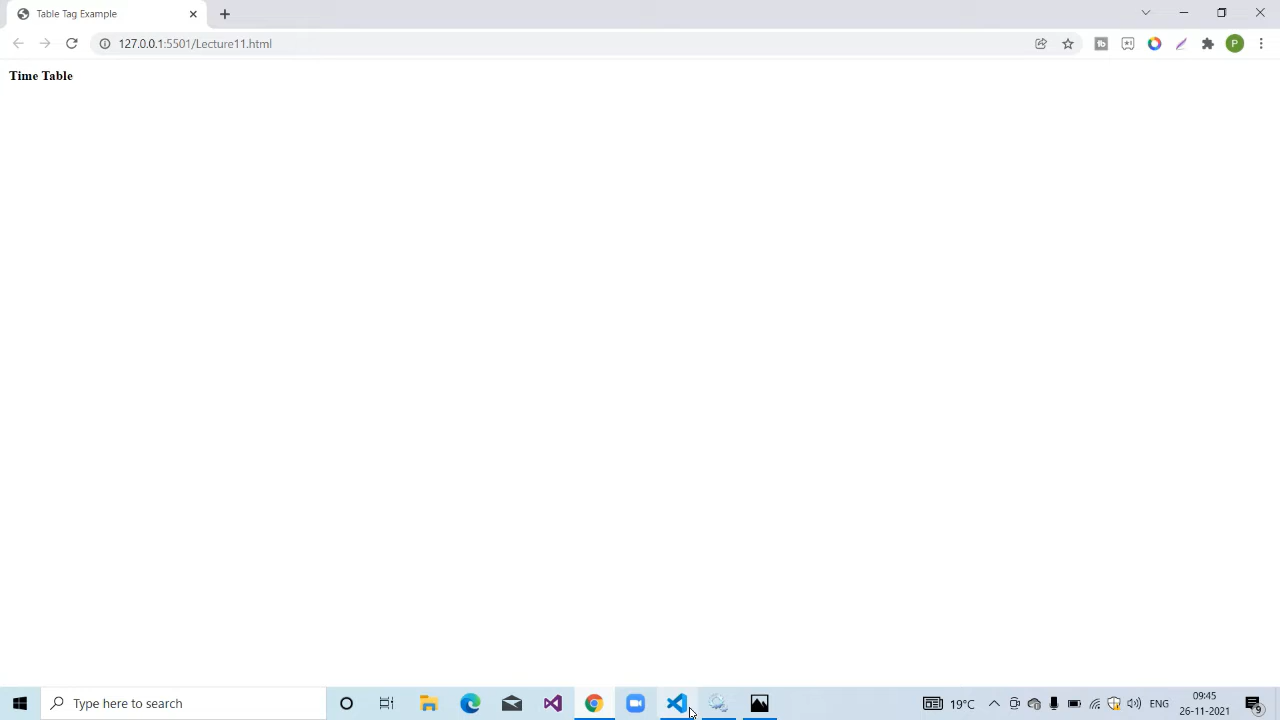 Table Tag Example
127.0.0.1:5501/Lecture11.html
P
Time Table
Type here to search
19°C
ENG
09:45
26-11-2021
9